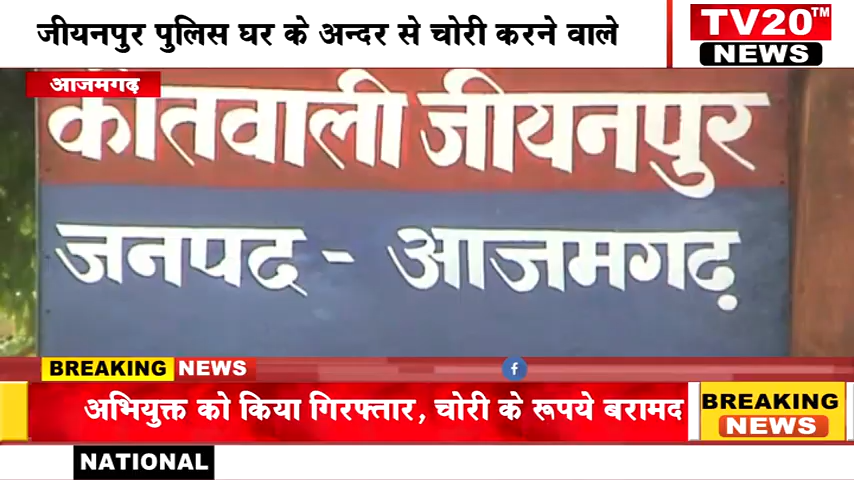 जीयनपुर पुलिस घर के अन्दर से चोरी करने वाले
TV20™
NEWS
आजमगढ़
कोतवाली जीयनपुर
जनपद - आजमगढ़
BREAKING NEWS
f
अभियुक्त को किया गिरफ्तार, चोरी के रूपये बरामद
BREAKING
NEWS
NATIONAL